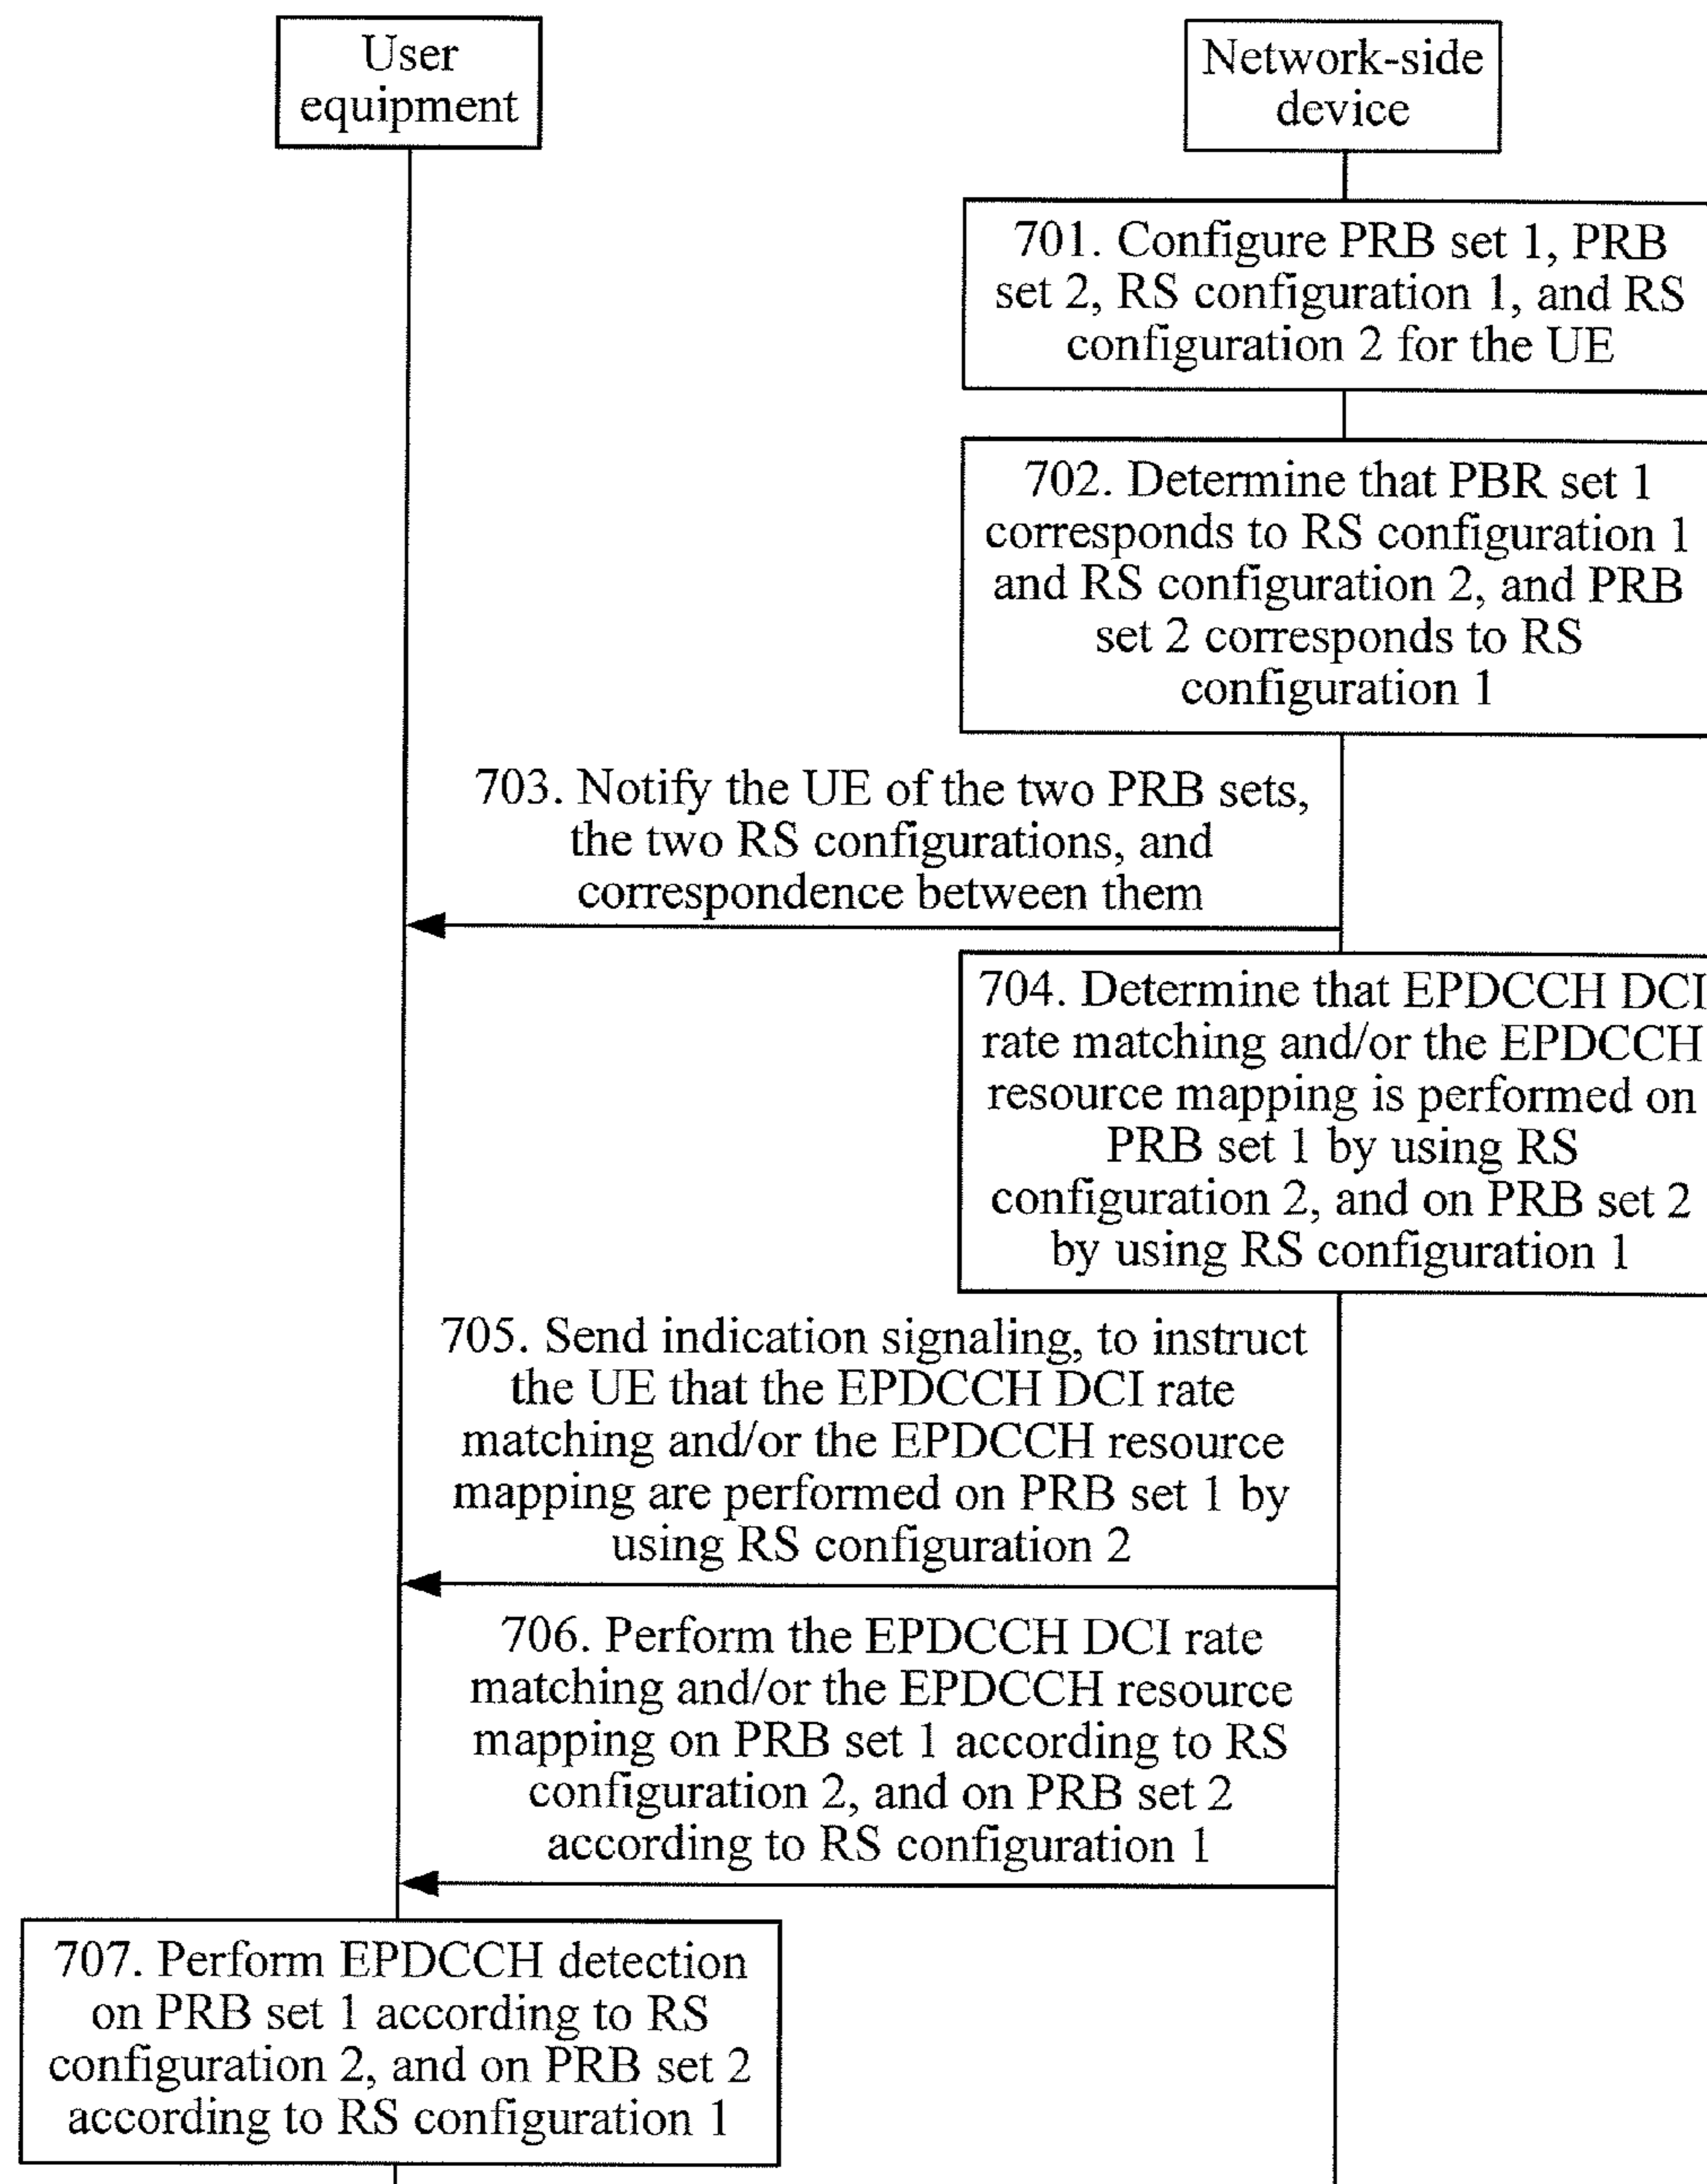 User
equipment
Network-side
device
701. Configure PRB set 1, PRB
set 2, RS configuration 1, and RS
configuration 2 for the UE
702. Determine that PBR set 1
corresponds to RS configuration 1
and RS configuration 2, and PRB
set 2 corresponds to RS
configuration 1
703. Notify the UE of the two PRB sets,
the two RS configurations, and
correspondence between them
704. Determine that EPDCCH DCI
rate matching and/or the EPDCCH
resource mapping is performed on
PRB set 1 by using RS
configuration 2, and on PRB set 2
by using RS configuration 1
705. Send indication signaling, to instruct
the UE that the EPDCCH DCI rate
matching and/or the EPDCCH resource
mapping are performed on PRB set 1 by
using RS configuration 2
706. Perform the EPDCCH DCI rate
matching and/or the EPDCCH resource
mapping on PRB set 1 according to RS
configuration 2, and on PRB set 2
according to RS configuration 1
707. Perform EPDCCH detection
on PRB set 1 according to RS
configuration 2, and on PRB set 2
according to RS configuration 1